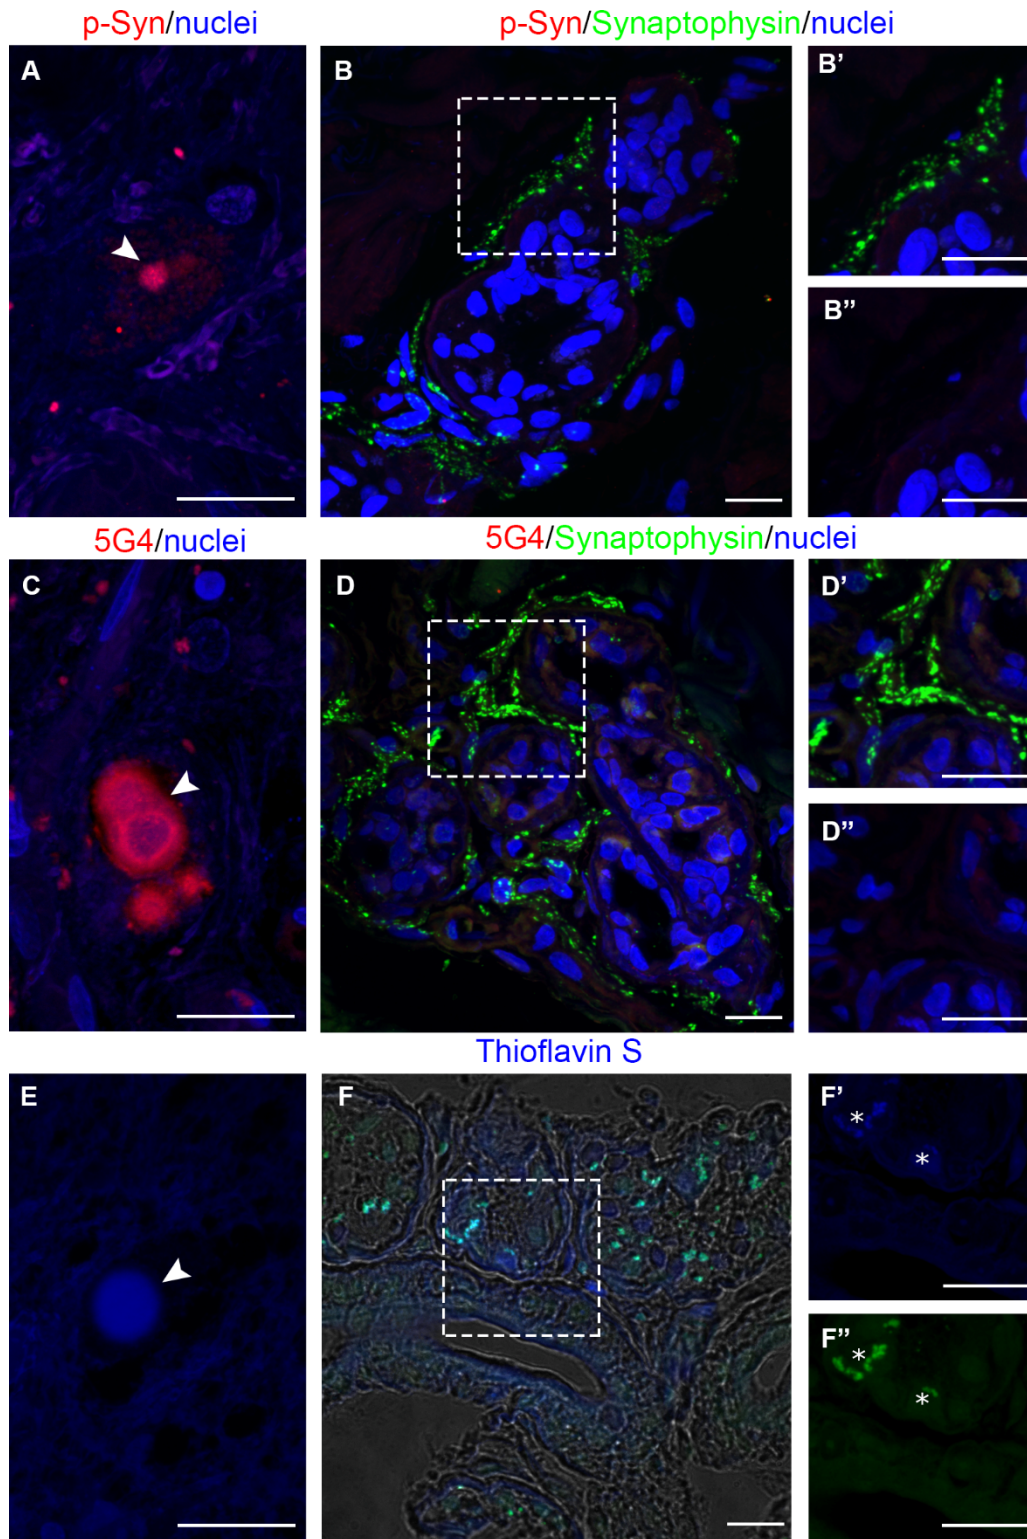 p-Syn/nuclei
p-Syn/Synaptophysin/nuclei
A
B
B'
B"
5G4/nuclei
5G4/Synaptophysin/nuclei
C
D
D'
D"
Thioflavin S
E
F
F'
*
*
F"
*
*